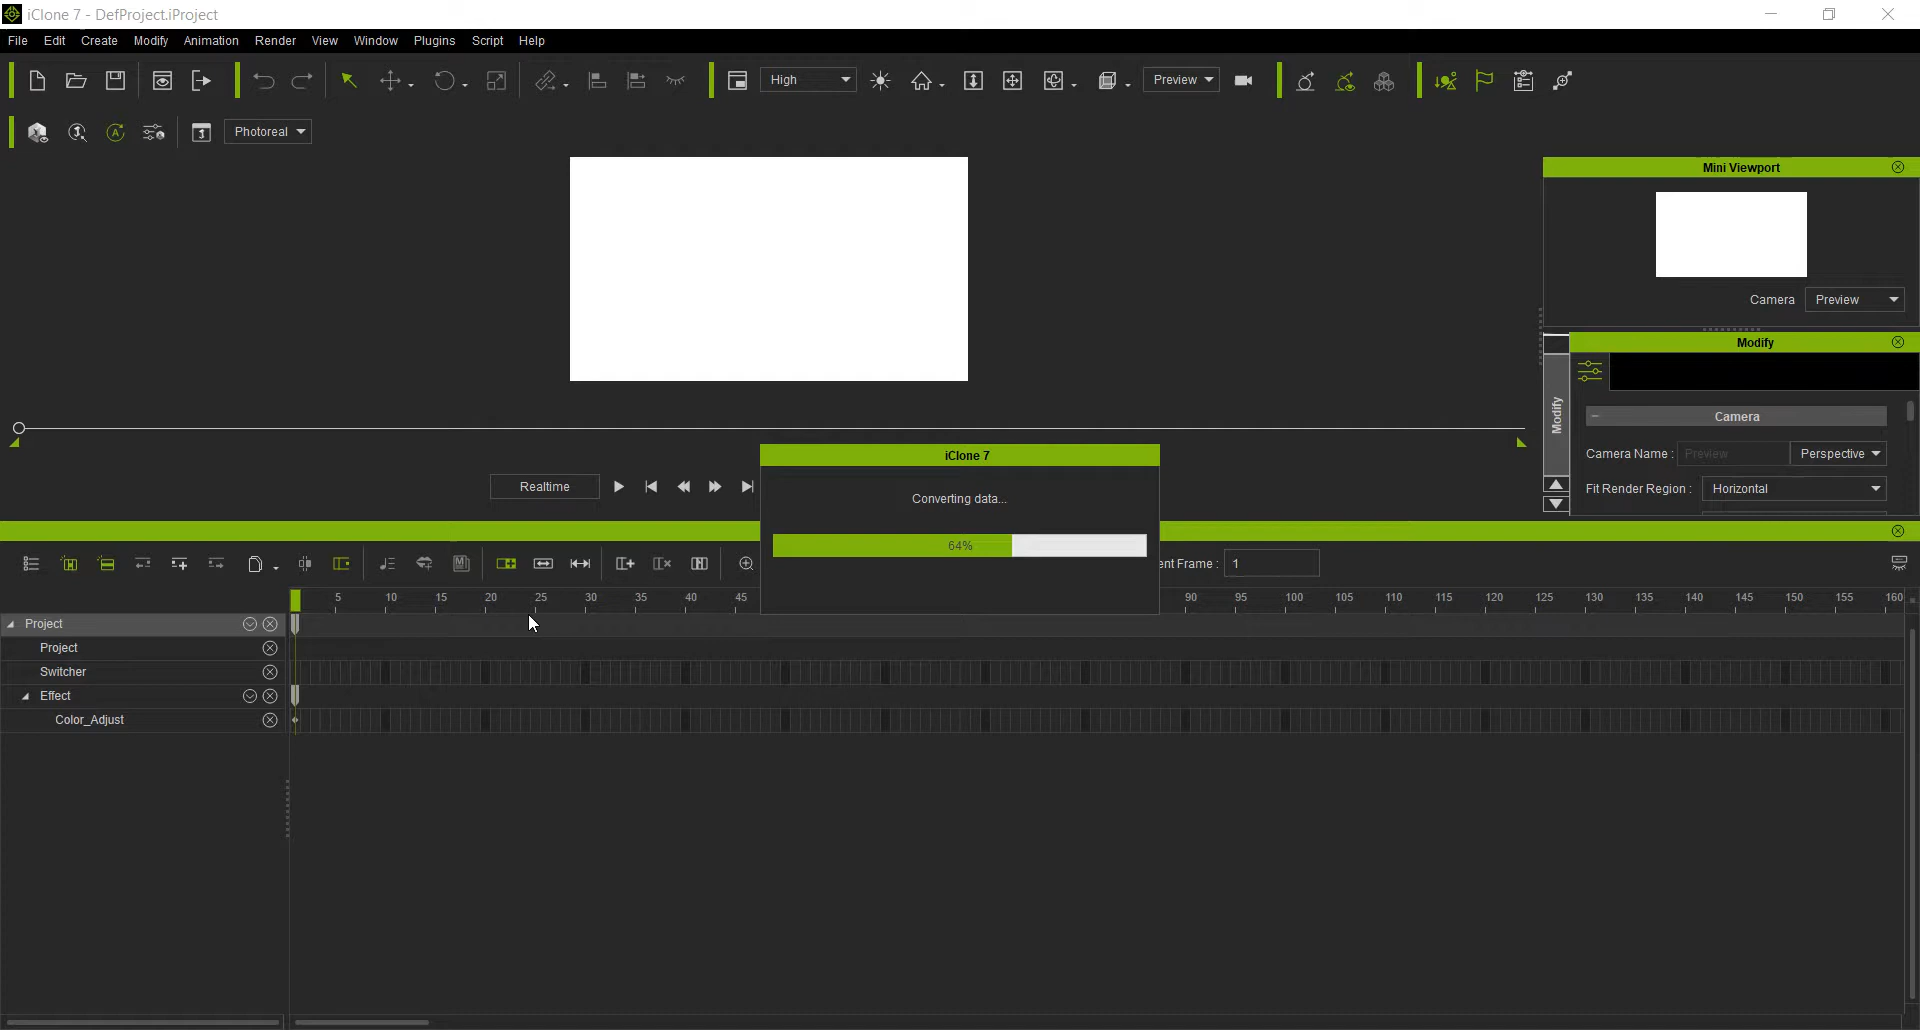 iClone 7 - DefProject.iProject
File Edit Create Modify Animation Render View Window Plugins Script Help
High
Preview
Photoreal
Mini Viewport
Camera Preview
Modify
Modify
Camera
Camera Name : Preview Perspective
Fit Render Region : Horizontal
Realtime
iClone 7
Converting data...
64%
ent Frame : 1
5 10 15 20 25 30 35 40 45 90 95 100 105 110 115 120 125 130 135 140 145 150 155 160
Project
Project
Switcher
Effect
Color_Adjust